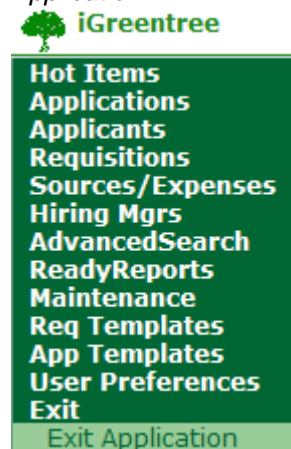 iGreentree
Hot Items
Applications
Applicants
Requisitions
Sources/Expenses
Hiring Mgrs
AdvancedSearch
ReadyReports
Maintenance
Req Templates
App Templates
User Preferences
Exit
Exit Application